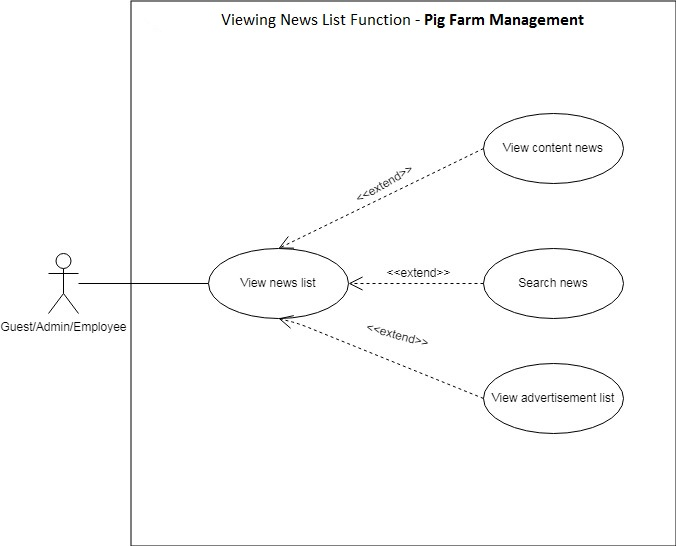 Viewing News List Function - Pig Farm Management
View content news
<<extend>>
View news list
<<extend>>
Search news
Guest/Admin/Employee
<<extend>>
View advertisement list